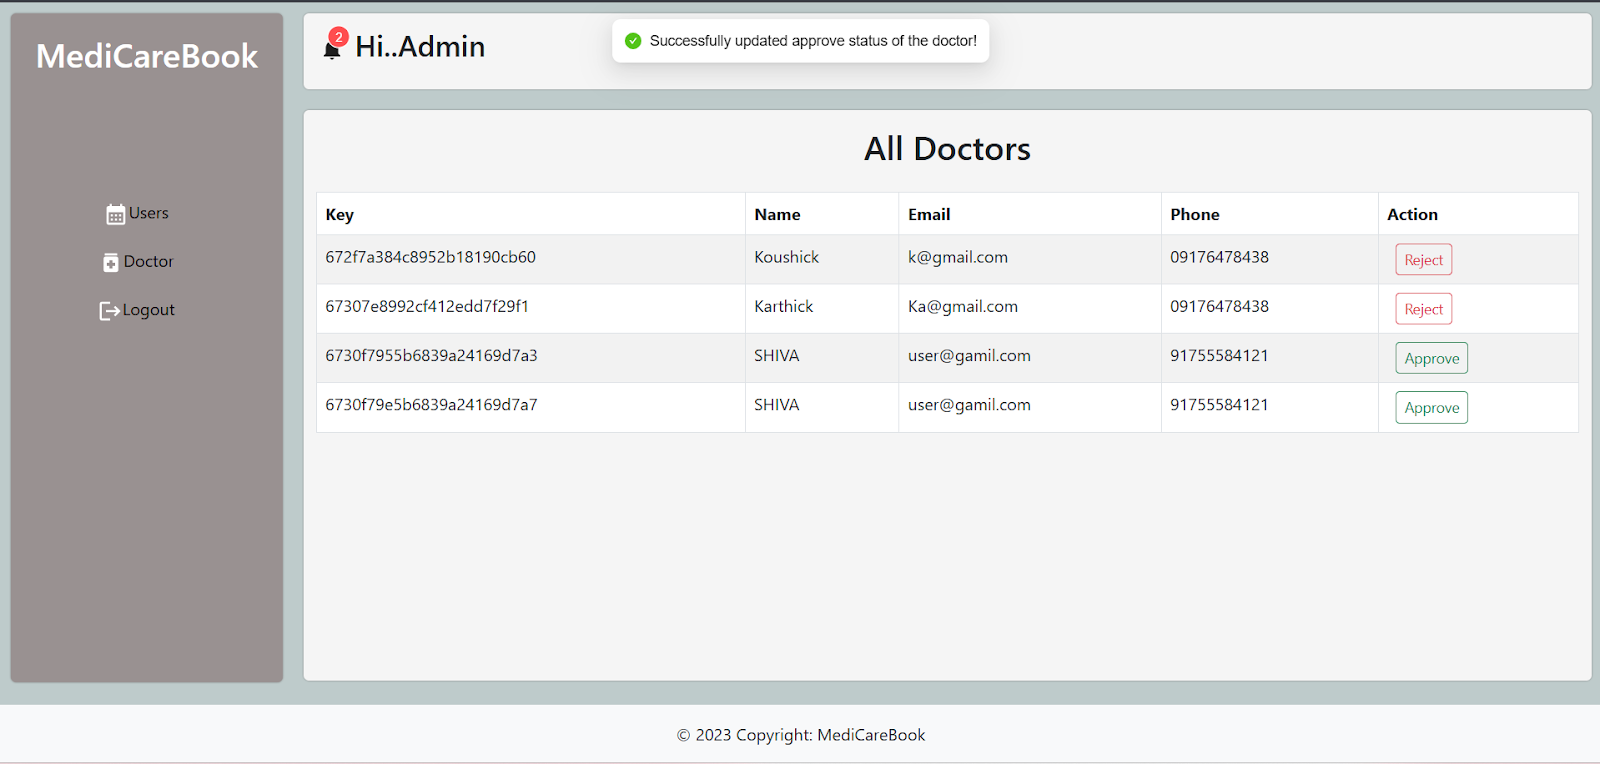 MediCareBook
Users
Doctor
Logout
2
Hi..Admin
Successfully updated approve status of the doctor!
All Doctors
Key Name Email Phone Action
672f7a384c8952b18190cb60 Koushick k@gmail.com 09176478438 Reject
67307e8992cf412edd7f29f1 Karthick Ka@gmail.com 09176478438 Reject
6730f7955b6839a24169d7a3 SHIVA user@gamil.com 91755584121 Approve
6730f79e5b6839a24169d7a7 SHIVA user@gamil.com 91755584121 Approve
© 2023 Copyright: MediCareBook